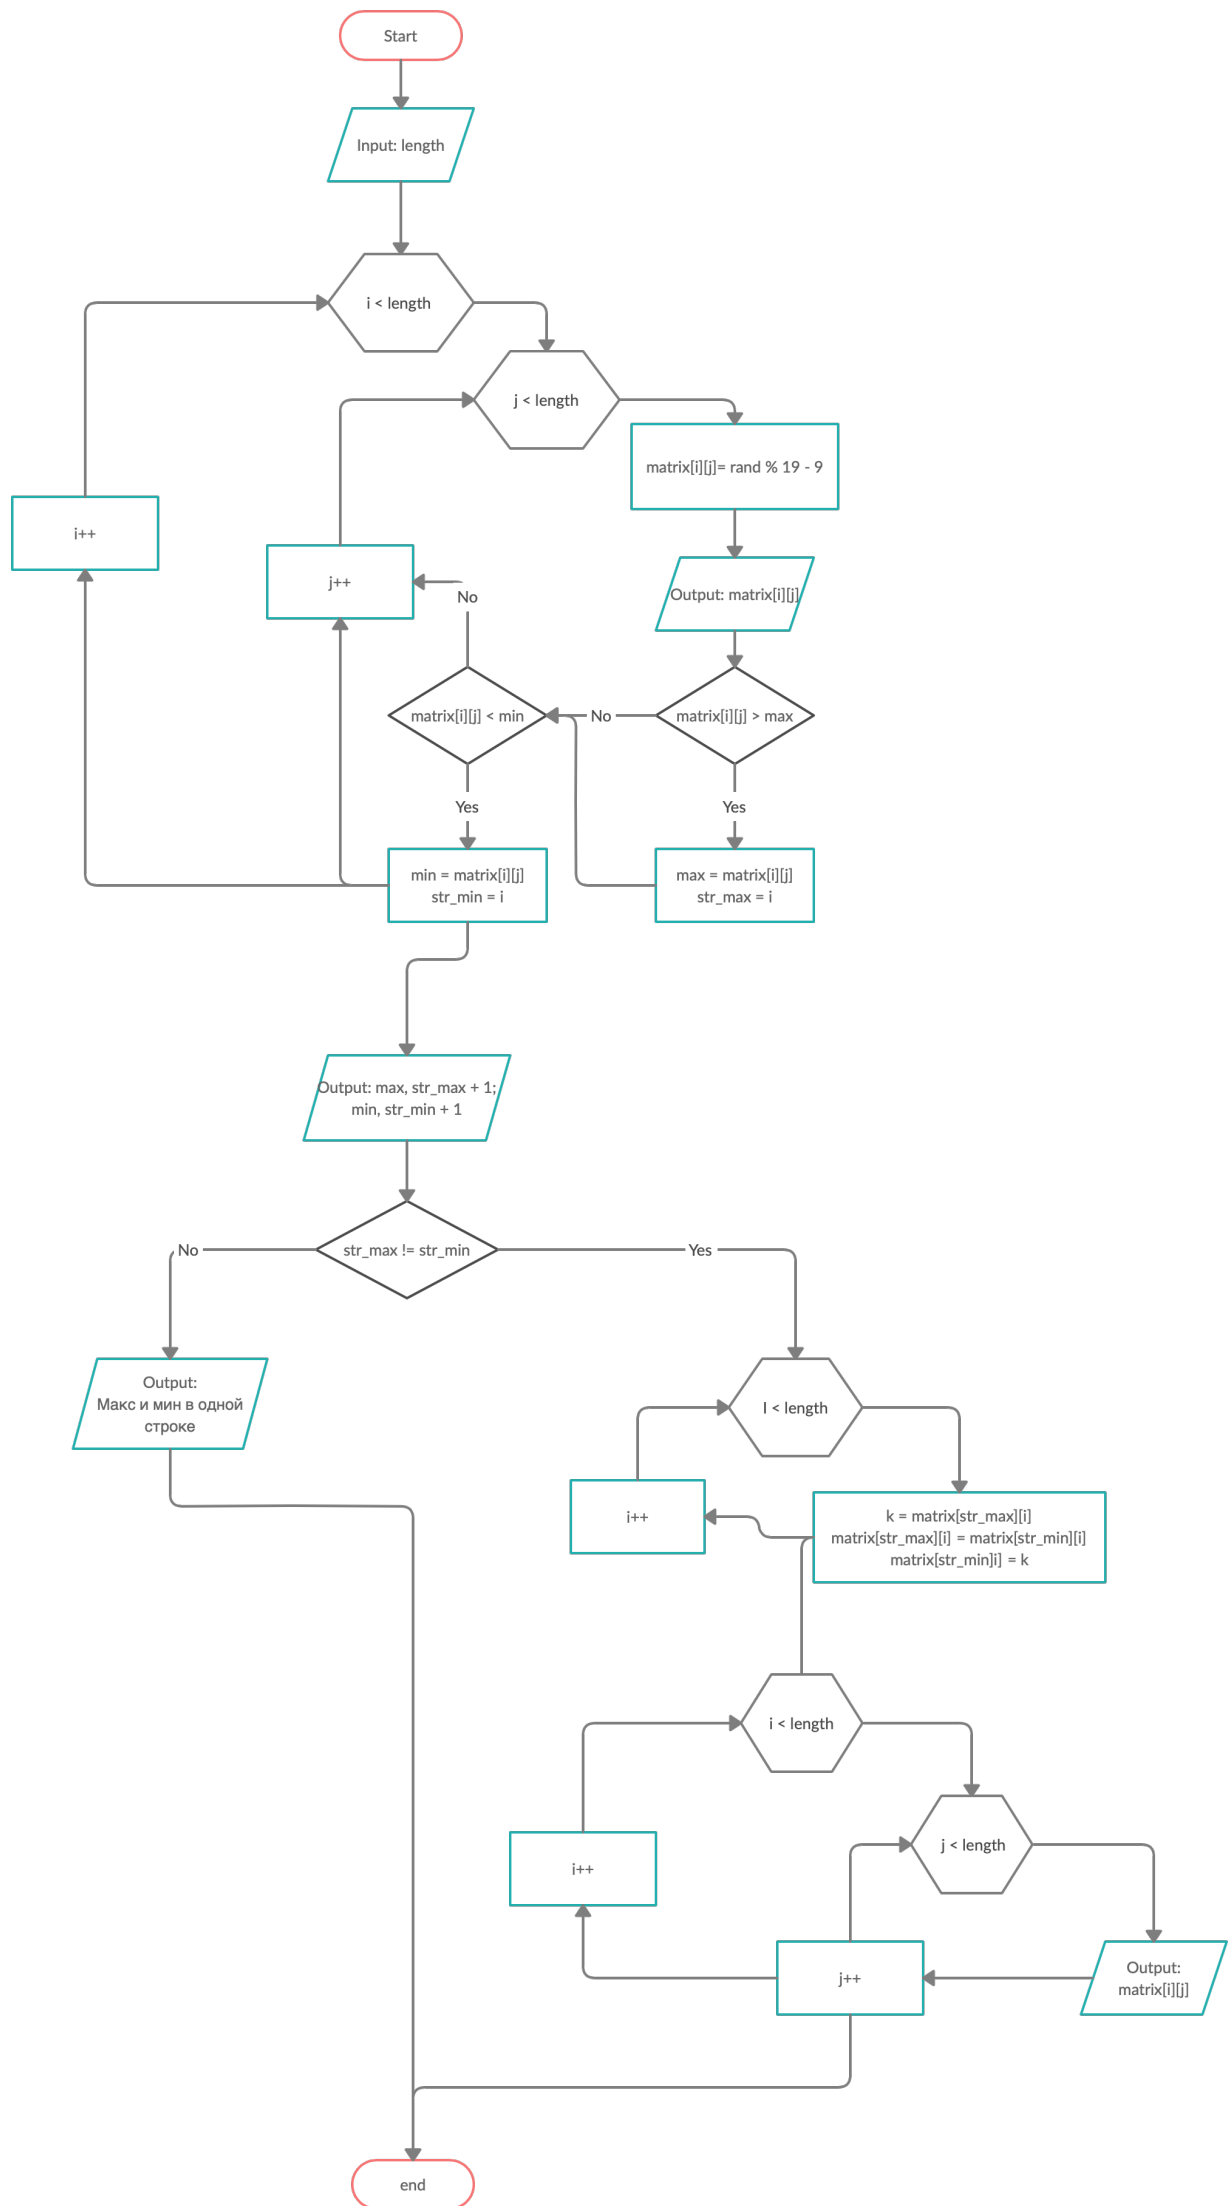 Start
Input: length
i < length
j < length
matrix[i][j]= rand % 19 - 9
i++
j++
Output: matrix[i][j]
No
matrix[i][j] < min
No
matrix[i][j] > max
Yes
Yes
min = matrix[i][j]
str_min = i
max = matrix[i][j]
str_max = i
Output: max, str_max + 1;
min, str_min + 1
No
str_max != str_min
Yes
Output:
Макс и мин в одной
строке
I < length
i++
k = matrix[str_max][i]
matrix[str_max][i] = matrix[str_min][i]
matrix[str_min]i] = k
i < length
j < length
i++
j++
Output:
matrix[i][j]
end